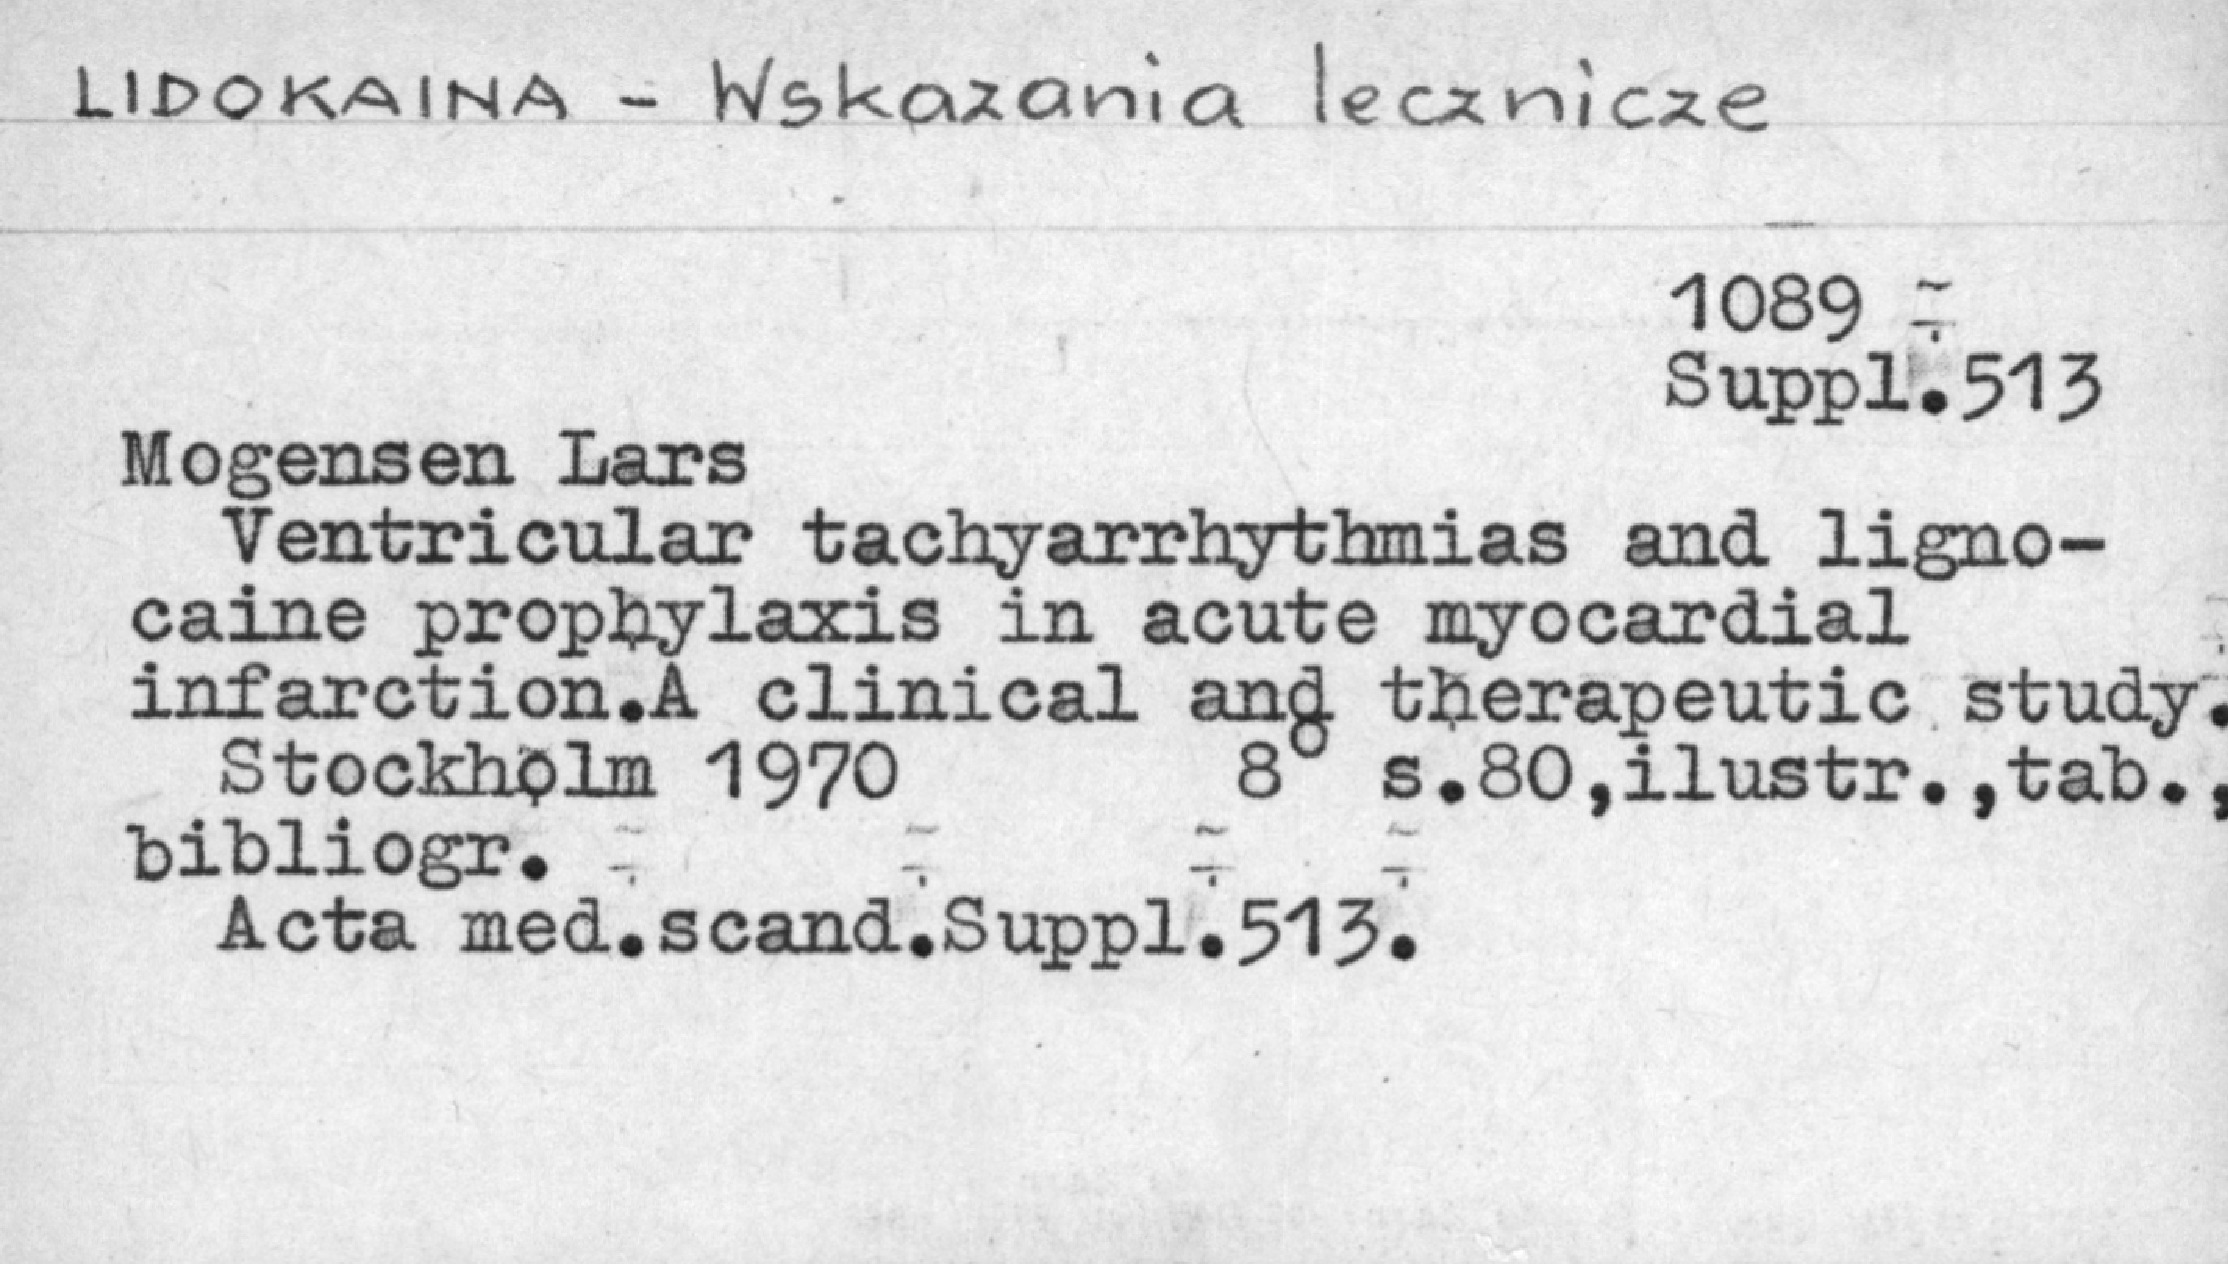 LIDOKAINA - Wskazania lecznicze
1089
Suppl.513
Mogensen Lars
Ventricular tachyarrhythmias and ligno-
caine prophylaxis in acute myocardial
infarction.A clinical and therapeutic study.
Stockholm 1970 8° s.80,ilustr.,tab.,
bibliogr.
Acta med.scand.Suppl.513.